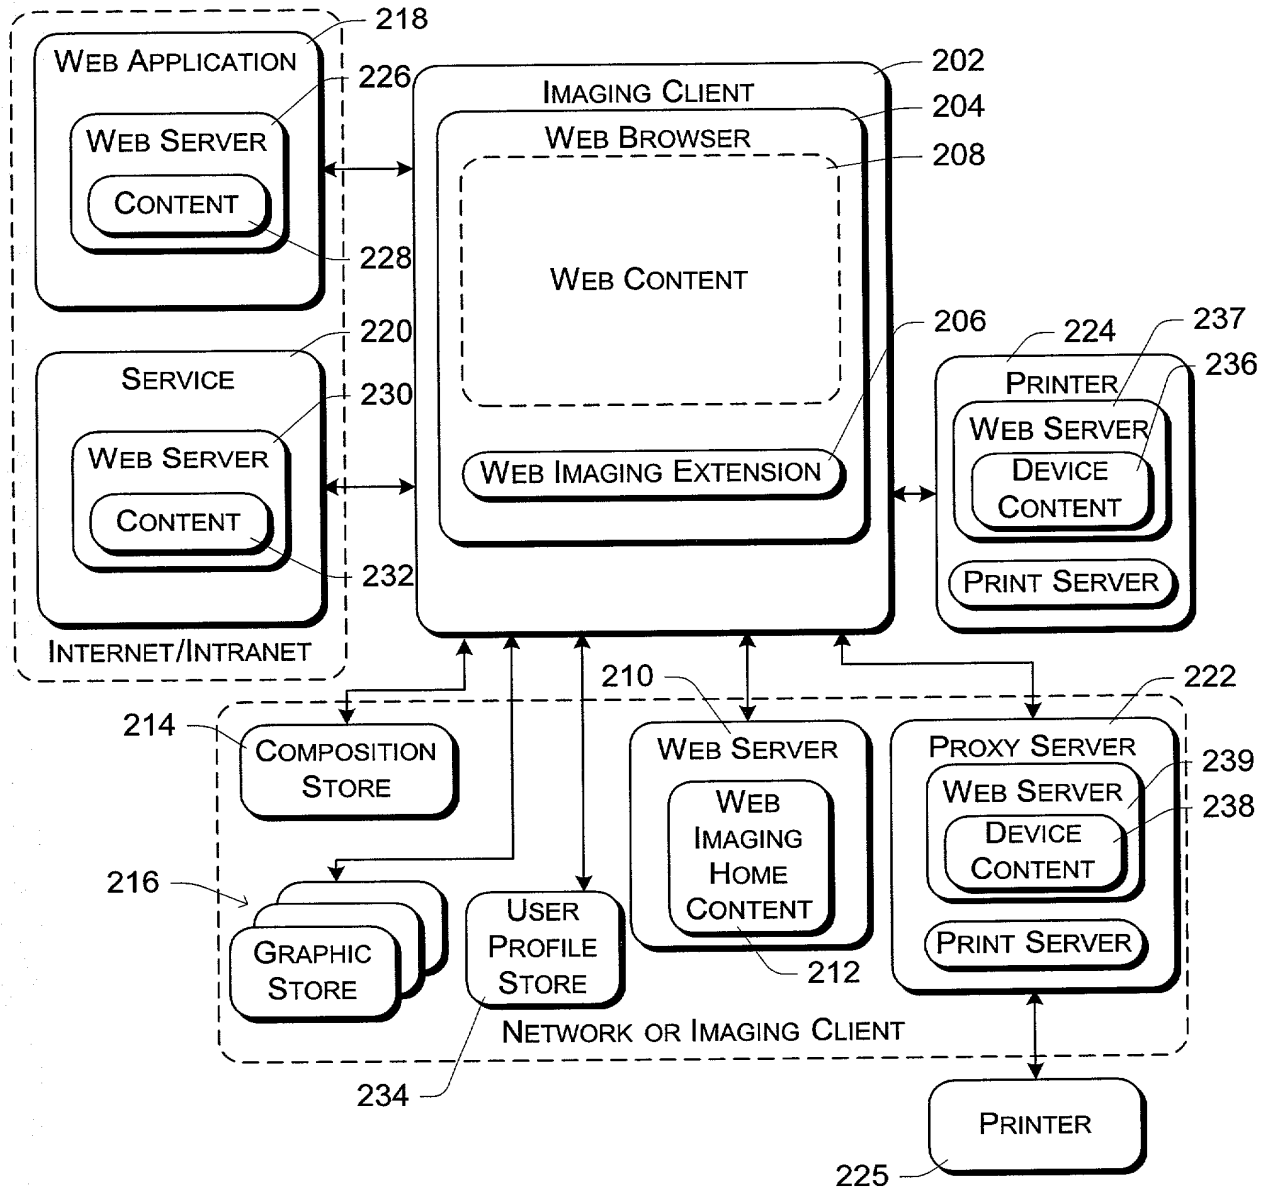 218
WEB APPLICATION
226
WEB SERVER
CONTENT
228
220
SERVICE
230
WEB SERVER
CONTENT
232
INTERNET/INTRANET
202
IMAGING CLIENT
204
WEB BROWSER
208
WEB CONTENT
206
WEB IMAGING EXTENSION
237
224
236
PRINTER
WEB SERVER
DEVICE
CONTENT
PRINT SERVER
214
COMPOSITION
STORE
216
GRAPHIC
STORE
USER
PROFILE
STORE
234
210
WEB SERVER
WEB
IMAGING
HOME
CONTENT
212
222
PROXY SERVER
239
WEB SERVER
238
DEVICE
CONTENT
PRINT SERVER
NETWORK OR IMAGING CLIENT
PRINTER
225